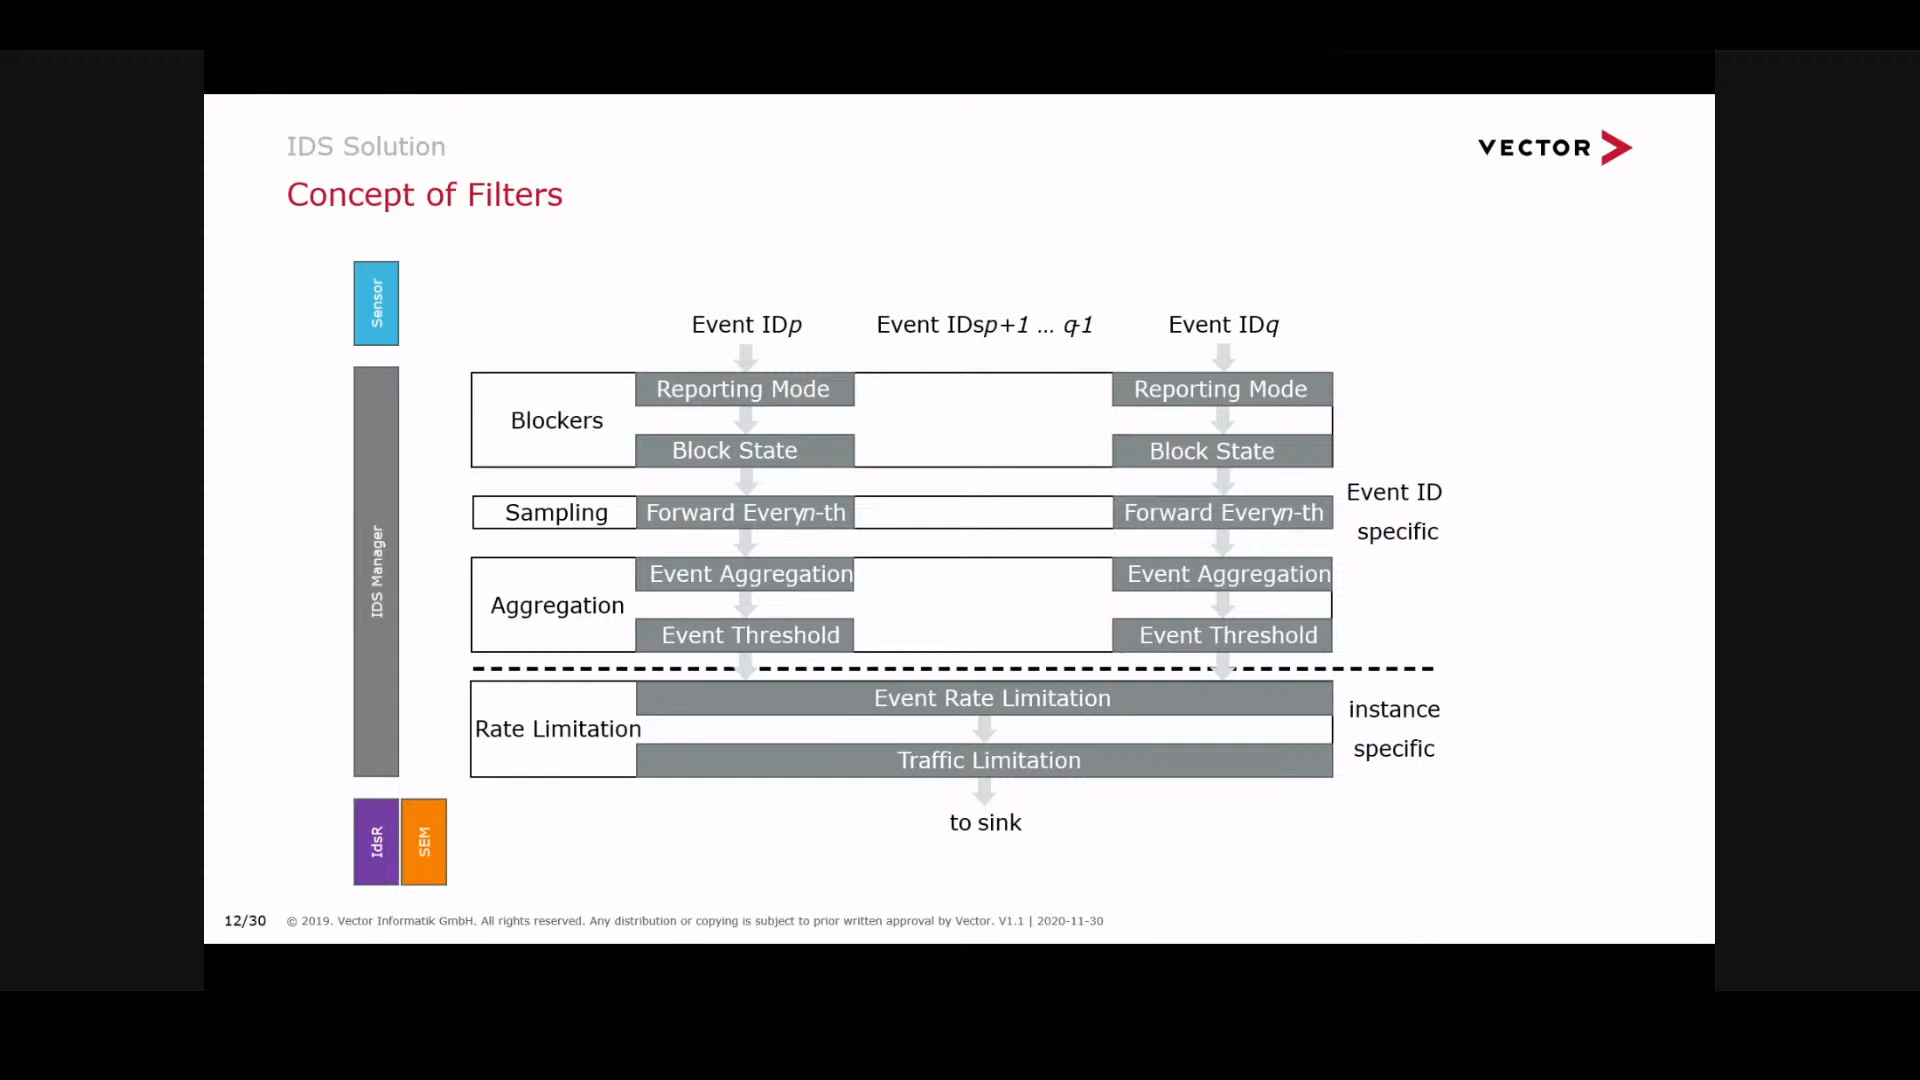 IDS Solution
VECTOR
Concept of Filters
Sensor
Event IDp
Event IDsp+1 ... q-1
Event IDq
IDS Manager
Blockers
Reporting Mode
Reporting Mode
Block State
Block State
Sampling
Forward Everyn-th
Forward Everyn-th
Event ID
specific
Aggregation
Event Aggregation
Event Aggregation
Event Threshold
Event Threshold
Rate Limitation
Event Rate Limitation
Traffic Limitation
instance
specific
IdsR
SEM
to sink
12/30
© 2019. Vector Informatik GmbH. All rights reserved. Any distribution or copying is subject to prior written approval by Vector. V1.1 | 2020-11-30